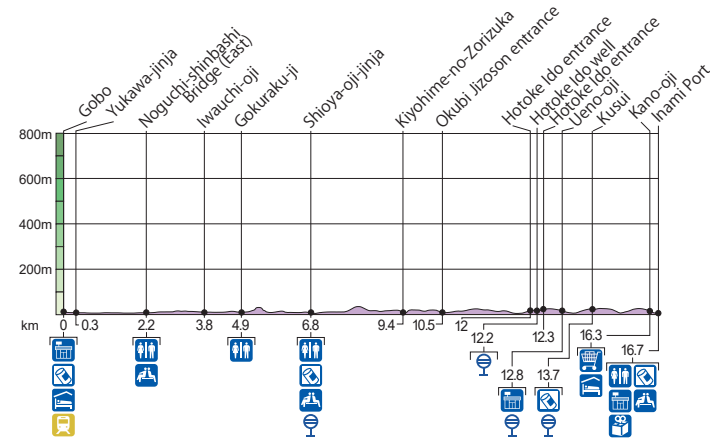 Gobo
Yukawa-jinja
Noguchi-shinbashi
Bridge (East)
Iwauchi-oji
Gokuraku-ji
Shioya-oji-jinja
Kiyohime-no-Zorizuka
Okubi Jizoson entrance
Hotoke Ido entrance
Hotoke Ido well
Hotoke Ido entrance
Ueno-oji
Kusui
Kano-oji
Inami Port
800m
600m
400m
200m
km 0 0.3 2.2 3.8 4.9 6.8 9.4 10.5 12
12.2 12.3 16.3
16.7
12.8 13.7